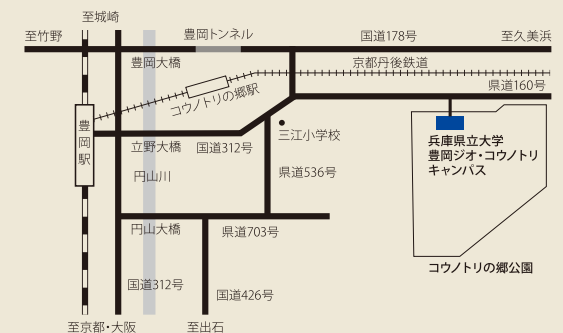 至城崎
至竹野
豊岡トンネル
国道178号
至久美浜
豊岡大橋
京都丹後鉄道
コウノトリの郷駅
県道160号
豊岡駅
三江小学校
立野大橋
国道312号
兵庫県立大学
豊岡ジオ・コウノトリ
キャンパス
円山川
県道536号
円山大橋
県道703号
コウノトリの郷公園
国道312号
国道426号
至京都・大阪
至出石